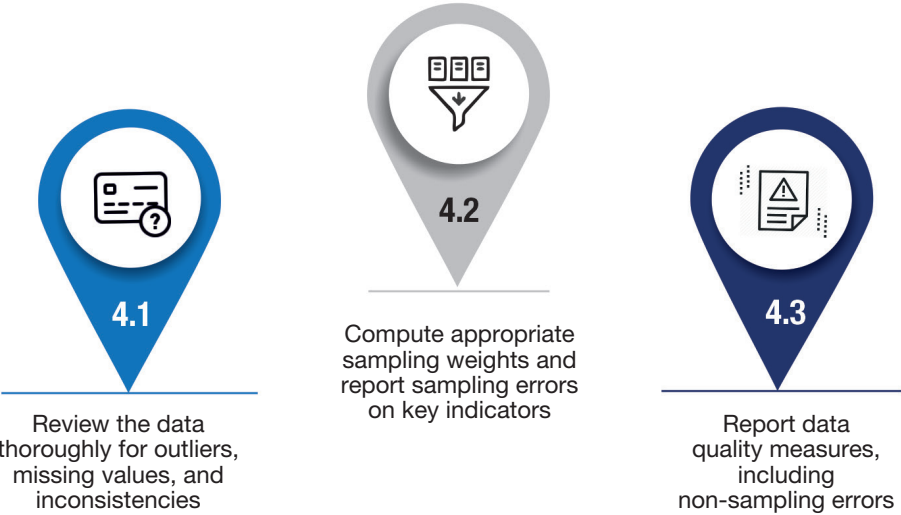 4.1
Review the data
thoroughly for outliers,
missing values, and
inconsistencies
4.2
Compute appropriate
sampling weights and
report sampling errors
on key indicators
4.3
Report data
quality measures,
including
non-sampling errors